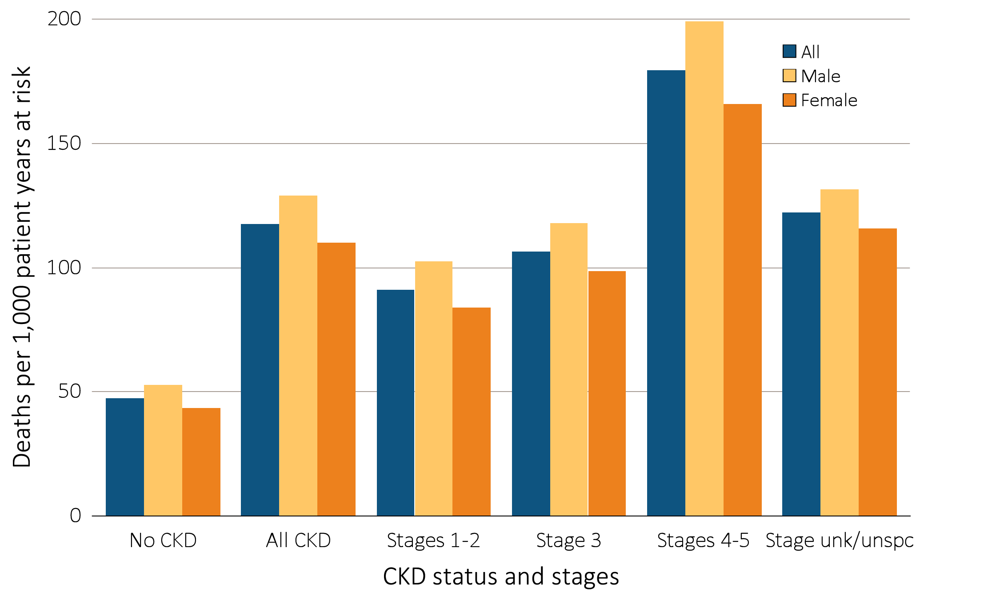 Deaths per 1,000 patient years at risk
200
150
100
50
0
All
Male
Female
No CKD
All CKD
Stages 1-2
Stage 3
Stages 4-5
Stage unk/unspc
CKD status and stages